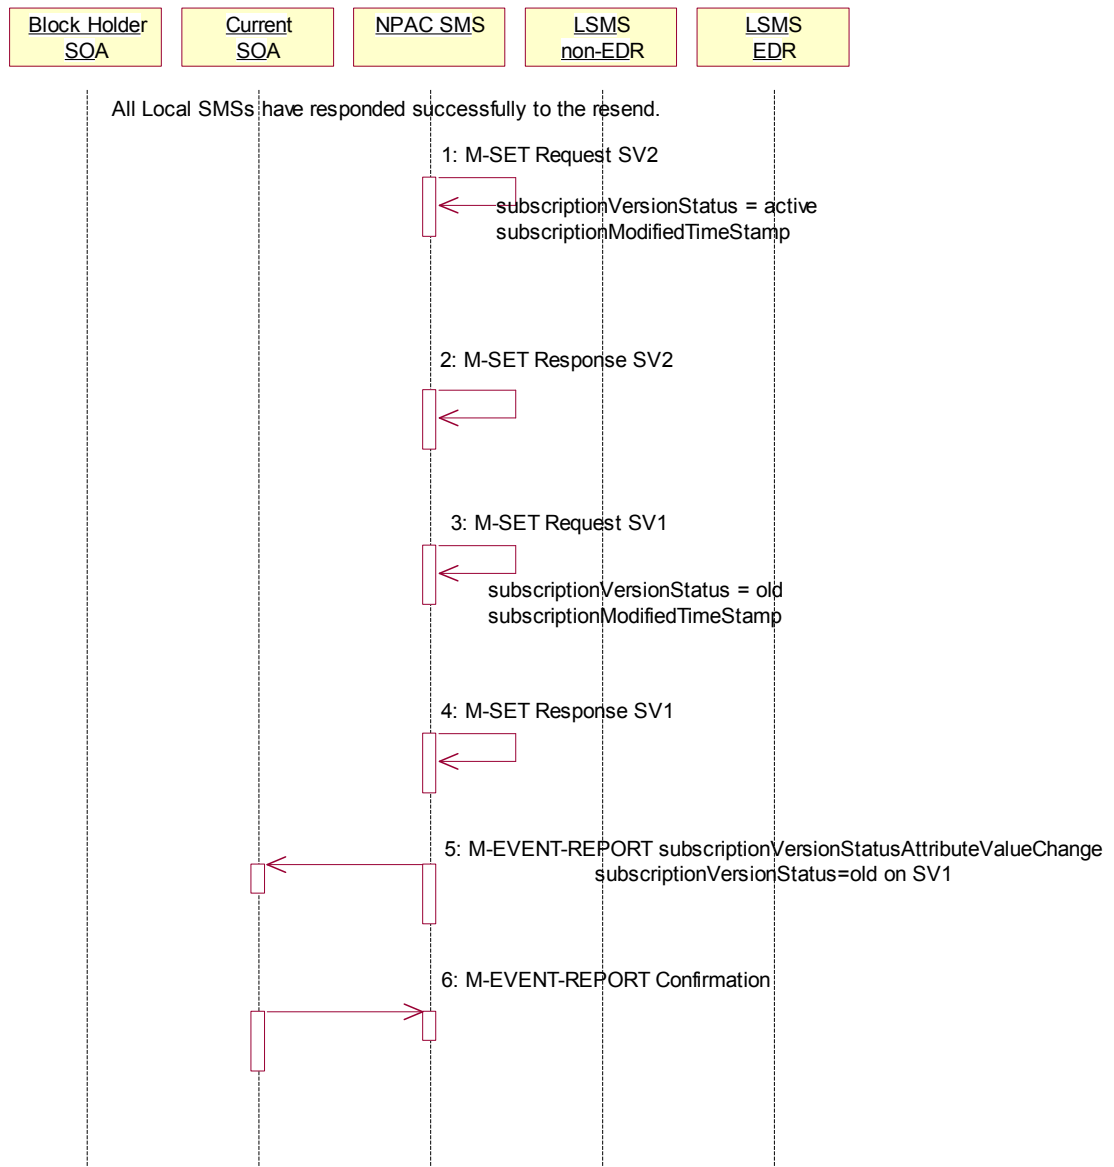 Block Holder
SOA
Current
SOA
NPAC SMS
LSMS
non-EDR
LSMS
EDR
All Local SMSs have responded successfully to the resend.
1: M-SET Request SV2
subscriptionVersionStatus = active
subscriptionModifiedTimeStamp
2: M-SET Response SV2
3: M-SET Request SV1
subscriptionVersionStatus = old
subscriptionModifiedTimeStamp
4: M-SET Response SV1
5: M-EVENT-REPORT subscriptionVersionStatusAttributeValueChange
subscriptionVersionStatus=old on SV1
6: M-EVENT-REPORT Confirmation